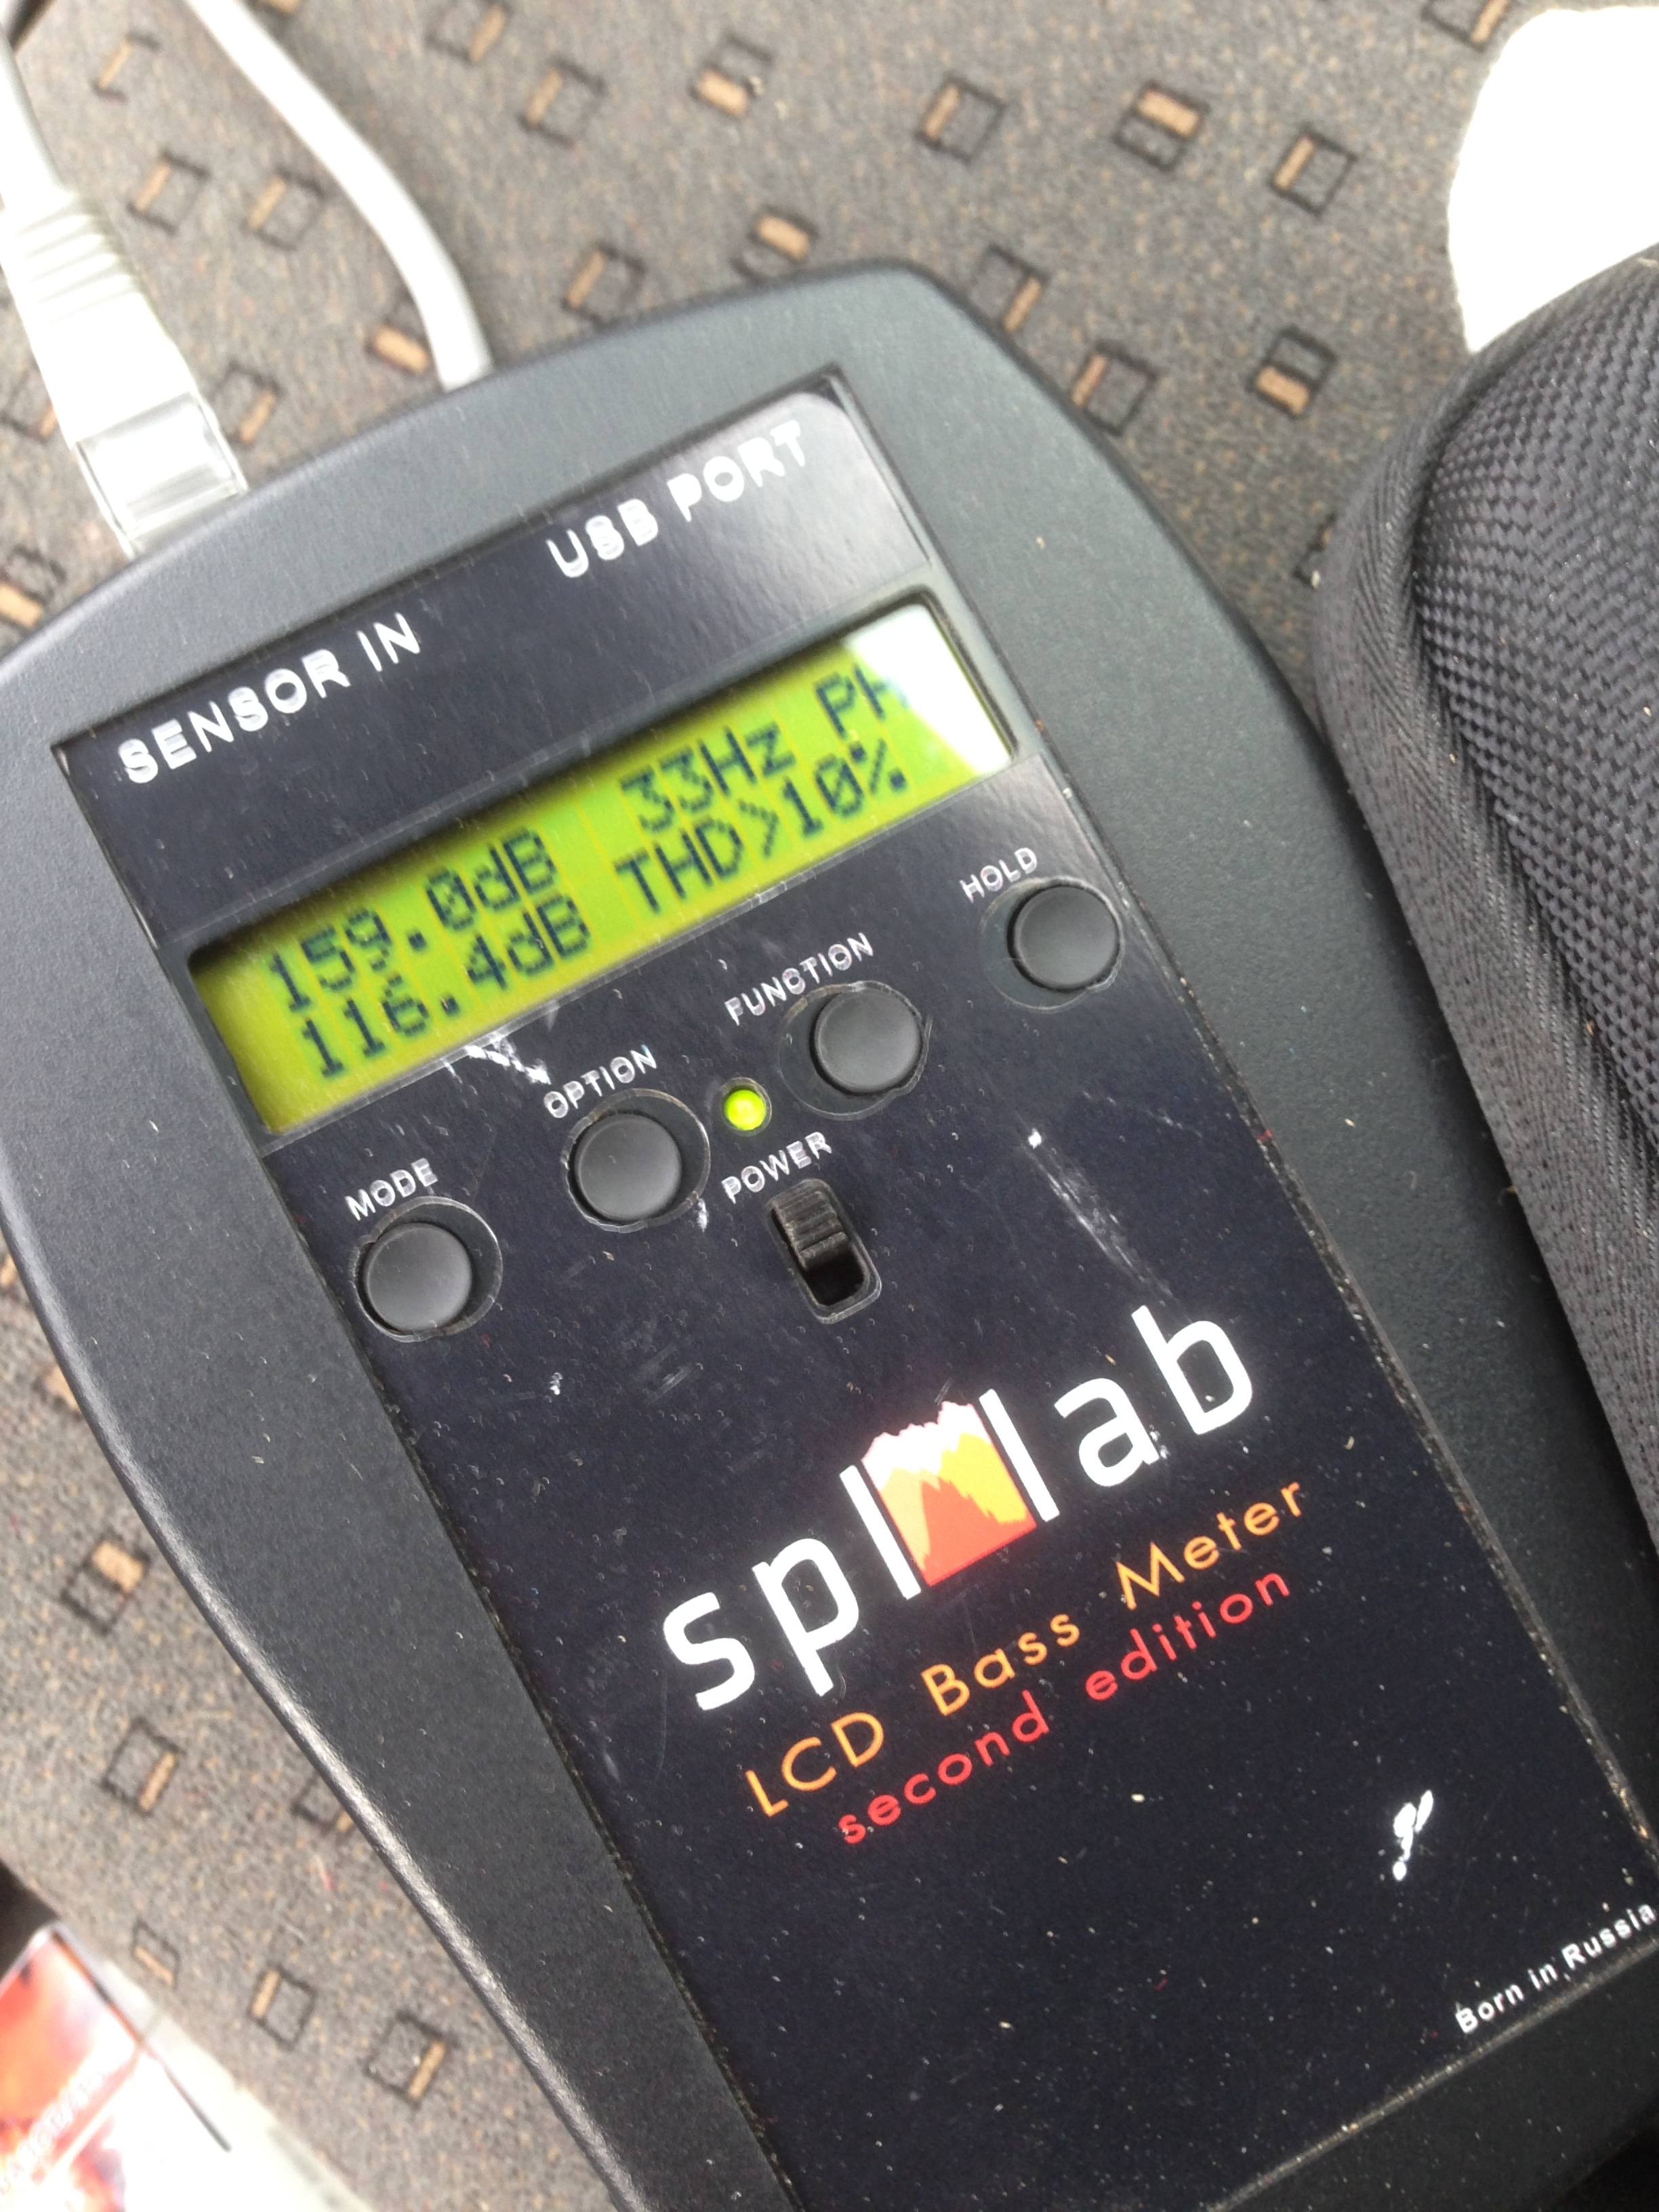 SENSOR IN
USB PORT
159.0dB 33Hz PH
116.4dB THD>10%
MODE
OPTION
FUNCTION
HOLD
POWER
spl lab
LCD Bass Meter
second edition
Born in Russia